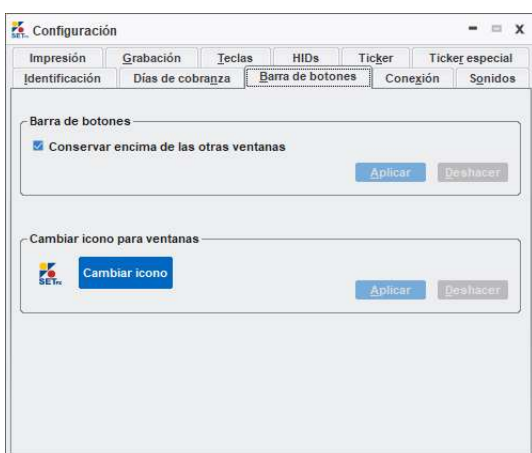 SET
Configuración
Impresión Grabación Teclas HIDs Ticker Ticker especial
Identificación Días de cobranza Barra de botones Conexión Sonidos
Barra de botones
Conservar encima de las otras ventanas
Aplicar Deshacer
Cambiar icono para ventanas
SETfx Cambiar icono
Aplicar Deshacer